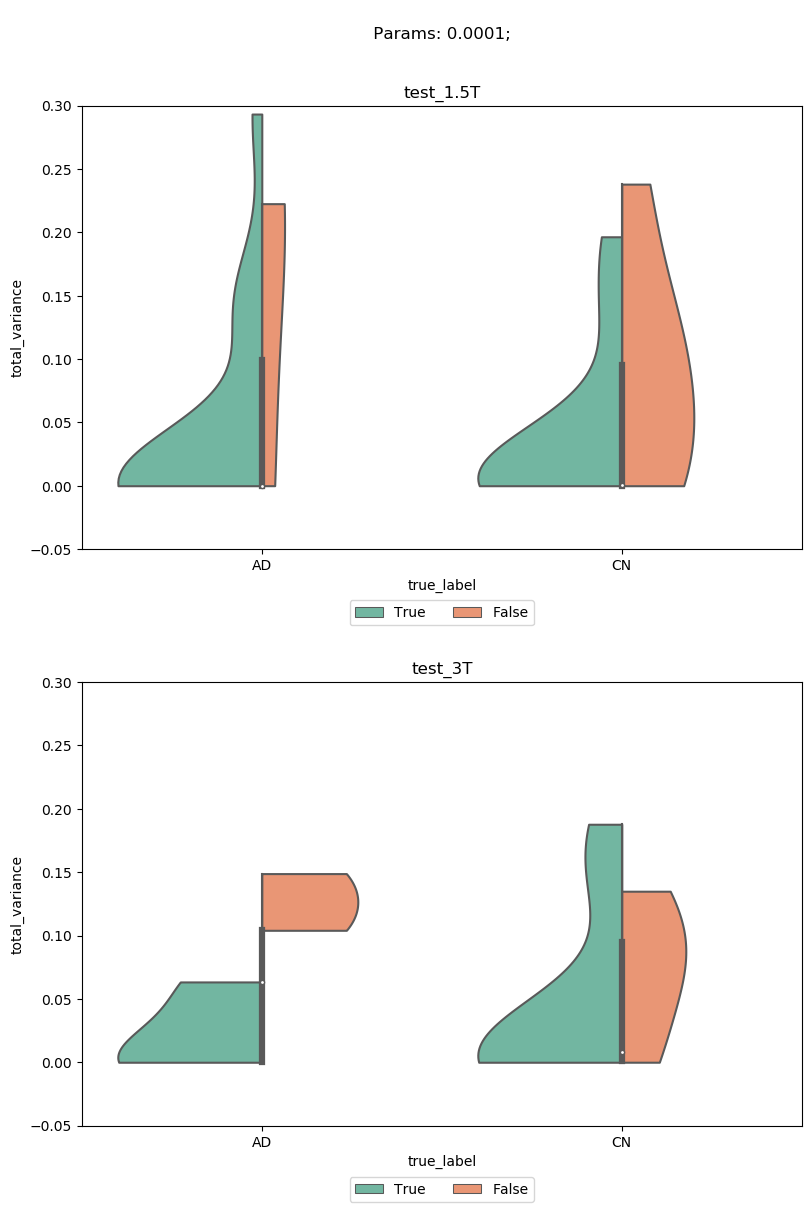 Params: 0.0001;
test_1.5T
0.30
0.25
0.20
0.15
0.10
0.05
0.00
−0.05
total_variance
AD CN
true_label
True False
test_3T
0.30
0.25
0.20
0.15
0.10
0.05
0.00
−0.05
total_variance
AD CN
true_label
True False